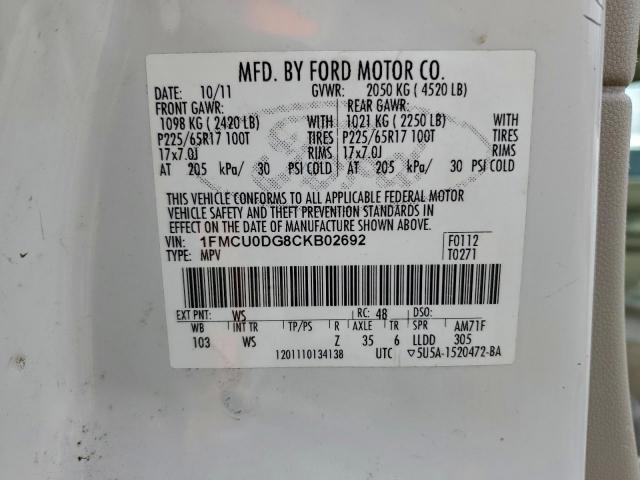 MFD. BY FORD MOTOR CO.
DATE: 10/11 GVWR: 2050 KG ( 4520 LB)
FRONT GAWR: REAR GAWR:
1098 KG ( 2420 LB) WITH 1021 KG ( 2250 LB) WITH
P225/65R17 100T TIRES P225/65R17 100T TIRES
17x7.0J RIMS 17x7.0J RIMS
AT 205 kPa/ 30 PSI COLD AT 205 kPa/ 30 PSI COLD
THIS VEHICLE CONFORMS TO ALL APPLICABLE FEDERAL MOTOR
VEHICLE SAFETY AND THEFT PREVENTION STANDARDS IN
EFFECT ON THE DATE OF MANUFACTURE SHOWN ABOVE.
VIN: 1FMCU0DG8CKB02692 F0112
TYPE: MPV T0271
EXT PNT: WS RC: 48 DSO:
WB INT TR TP/PS R AXLE TR SPR AM71F
103 WS Z 35 6 LLDD 305
1201110134138 UTC ▽5U5A-1520472-BA